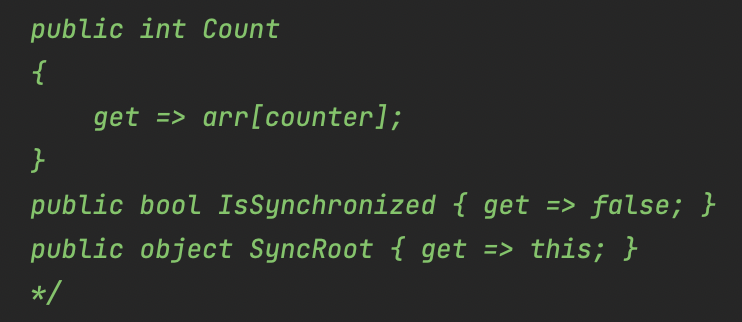 public int Count
{
    get => arr[counter];
}
public bool IsSynchronized { get => false; }
public object SyncRoot { get => this; }
*/